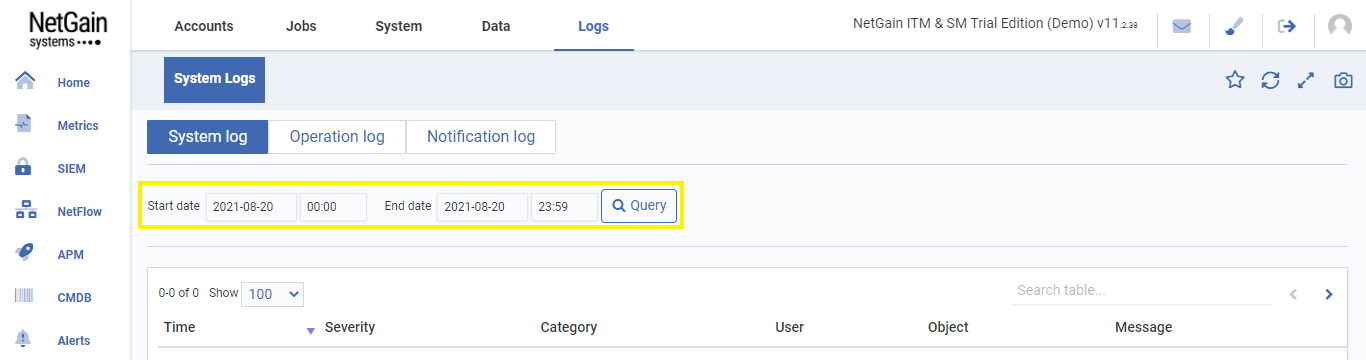 NetGain
systems
Accounts Jobs System Data Logs
NetGain ITM & SM Trial Edition (Demo) v11.2.38
Home
Metrics
SIEM
NetFlow
APM
CMDB
Alerts
System Logs
System log Operation log Notification log
Start date 2021-08-20 00:00 End date 2021-08-20 23:59 Query
0-0 of 0 Show 100 Search table...
Time Severity Category User Object Message